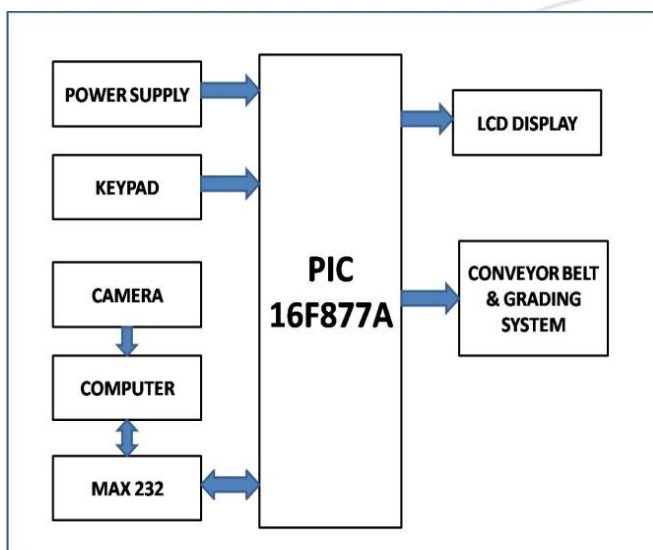 POWER SUPPLY
KEYPAD
CAMERA
COMPUTER
MAX 232
PIC
16F877A
LCD DISPLAY
CONVEYOR BELT
& GRADING
SYSTEM